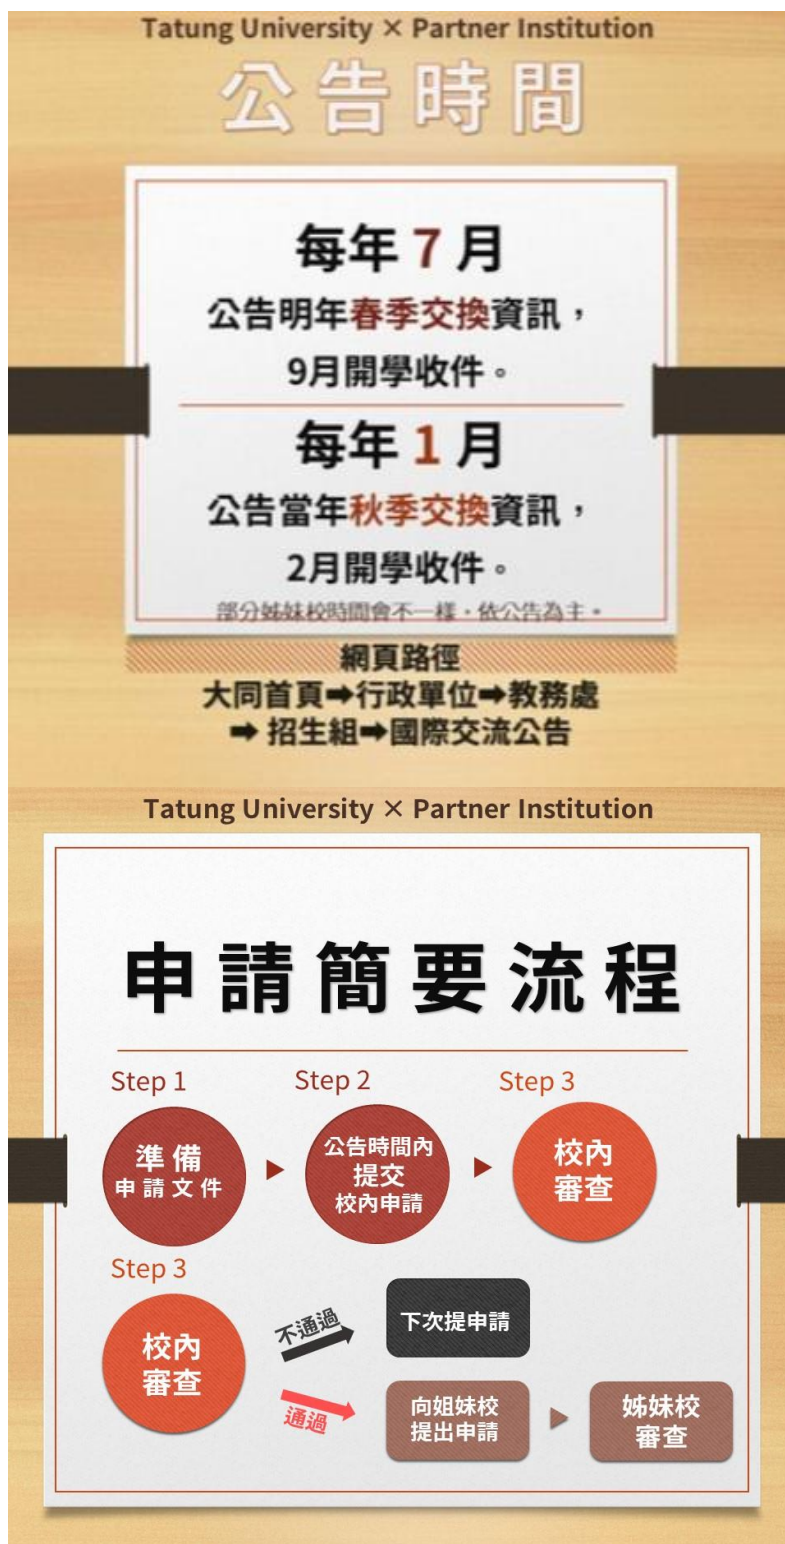 Tatung University × Partner Institution
公告時間
每年 7 月
公告明年春季交換資訊，
9月開學收件。
每年 1 月
公告當年秋季交換資訊，
2月開學收件。
部分姊妹校時間會不一樣，依公告為主。
網頁路徑
大同首頁➡行政單位➡教務處
➡ 招生組➡國際交流公告
Tatung University × Partner Institution
申請簡要流程
Step 1
Step 2
Step 3
準備
申請文件
公告時間內
提交
校內申請
校內
審查
Step 3
校內
審查
不通過
下次提申請
通過
向姐妹校
提出申請
姊妹校
審查